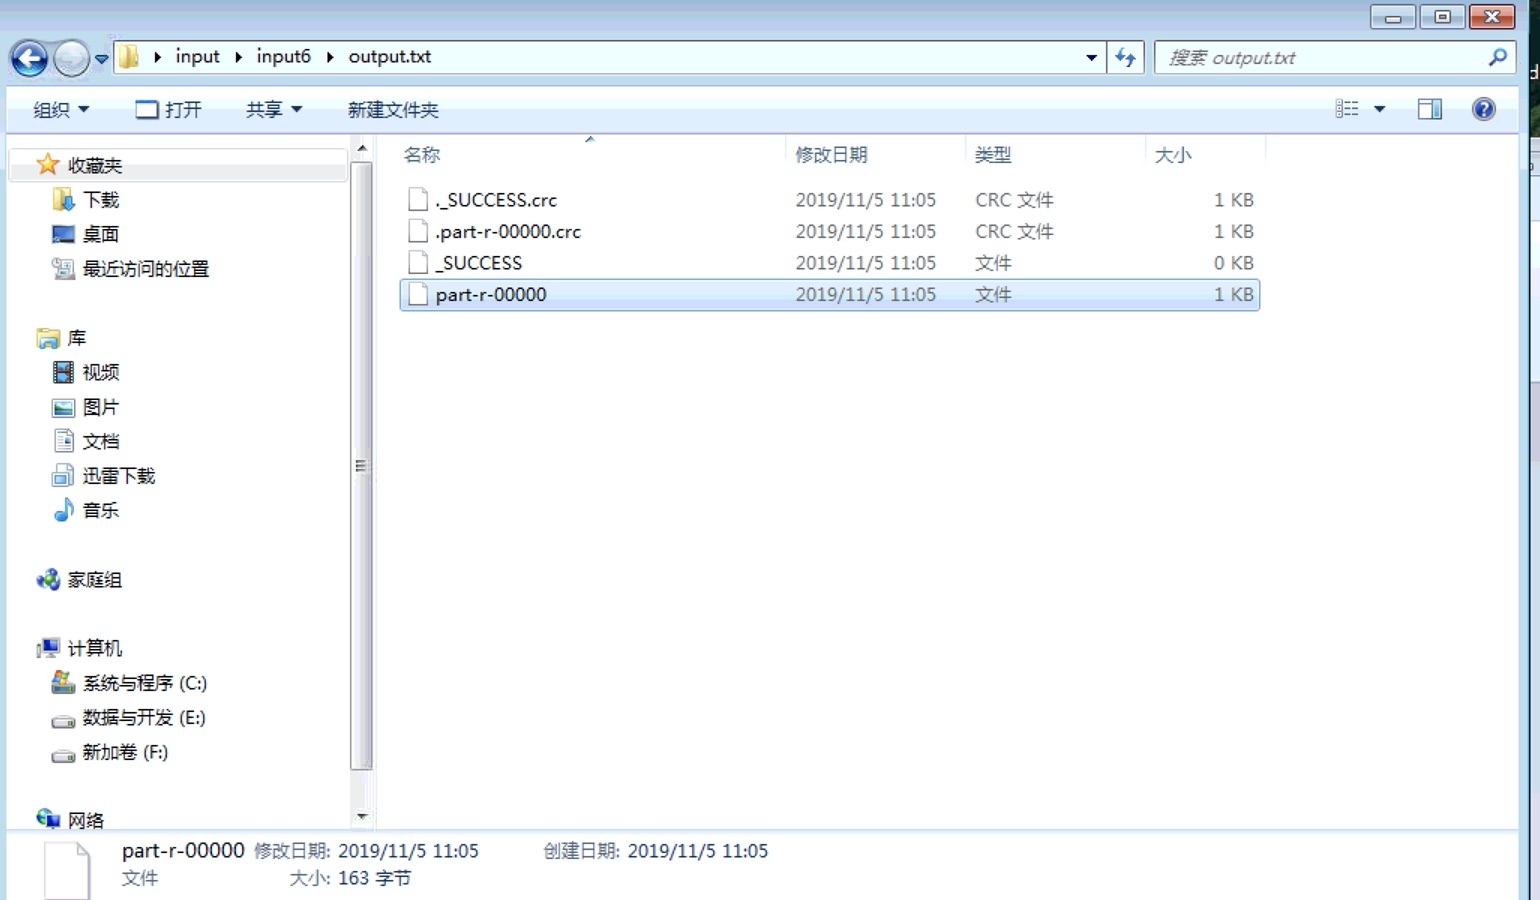 input input6 output.txt
搜索 output.txt
组织 打开 共享 新建文件夹
名称 修改日期 类型 大小
._SUCCESS.crc 2019/11/5 11:05 CRC 文件 1 KB
.part-r-00000.crc 2019/11/5 11:05 CRC 文件 1 KB
_SUCCESS 2019/11/5 11:05 文件 0 KB
part-r-00000 2019/11/5 11:05 文件 1 KB
收藏夹
下载
桌面
最近访问的位置
库
视频
图片
文档
迅雷下载
音乐
家庭组
计算机
系统与程序 (C:)
数据与开发 (E:)
新加卷 (F:)
网络
part-r-00000 修改日期: 2019/11/5 11:05 创建日期: 2019/11/5 11:05
文件 大小: 163 字节